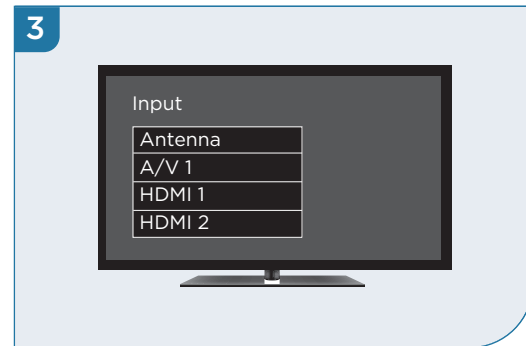 3
Input
Antenna
A/V 1
HDMI 1
HDMI 2